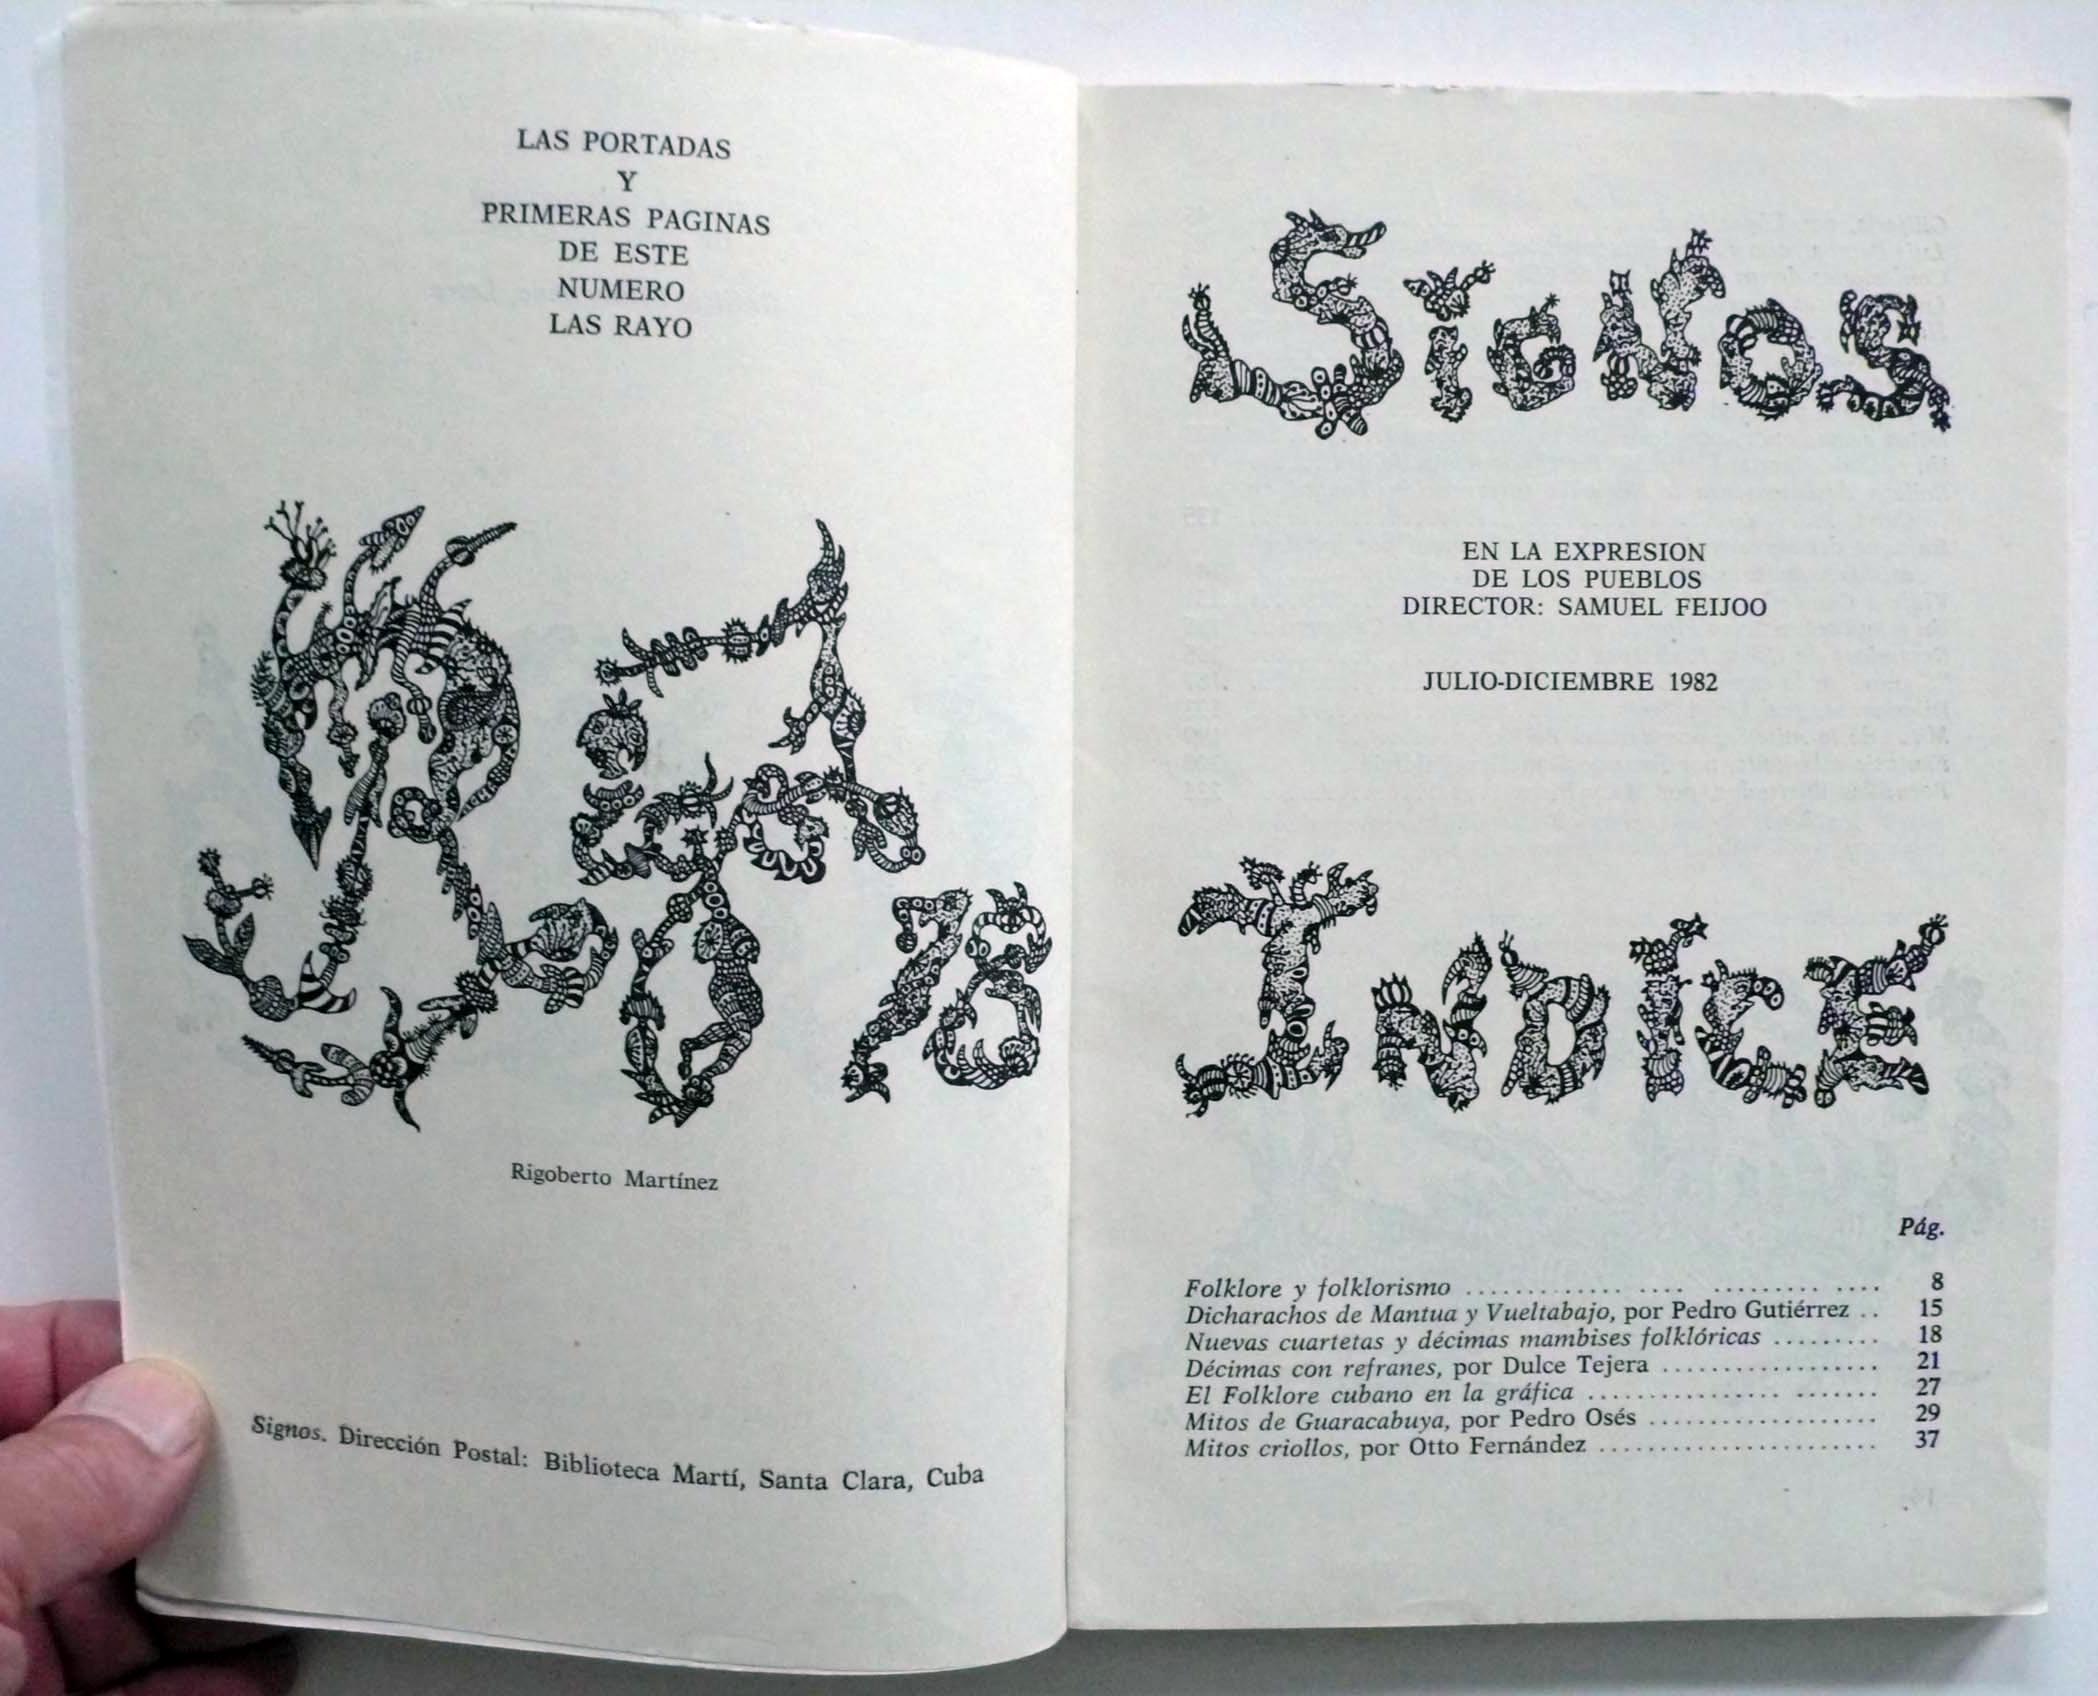 LAS PORTADAS
Y
PRIMERAS PAGINAS
DE ESTE
NUMERO
LAS RAYO
Rigoberto Martínez
Signos. Dirección Postal: Biblioteca Martí, Santa Clara, Cuba
SIGNOS
EN LA EXPRESION
DE LOS PUEBLOS
DIRECTOR: SAMUEL FEIJOO
JULIO-DICIEMBRE 1982
INDICE
Pág.
Folklore y folklorismo ............. .... ......... .... 8
Dicharachos de Mantua y Vueltabajo, por Pedro Gutiérrez .. 15
Nuevas cuartetas y décimas mambises folklóricas ......... 18
Décimas con refranes, por Dulce Tejera .................. 21
El Folklore cubano en la gráfica ................ ....... 27
Mitos de Guaracabuya, por Pedro Osés ................... 29
Mitos criollos, por Otto Fernández ....................... 37